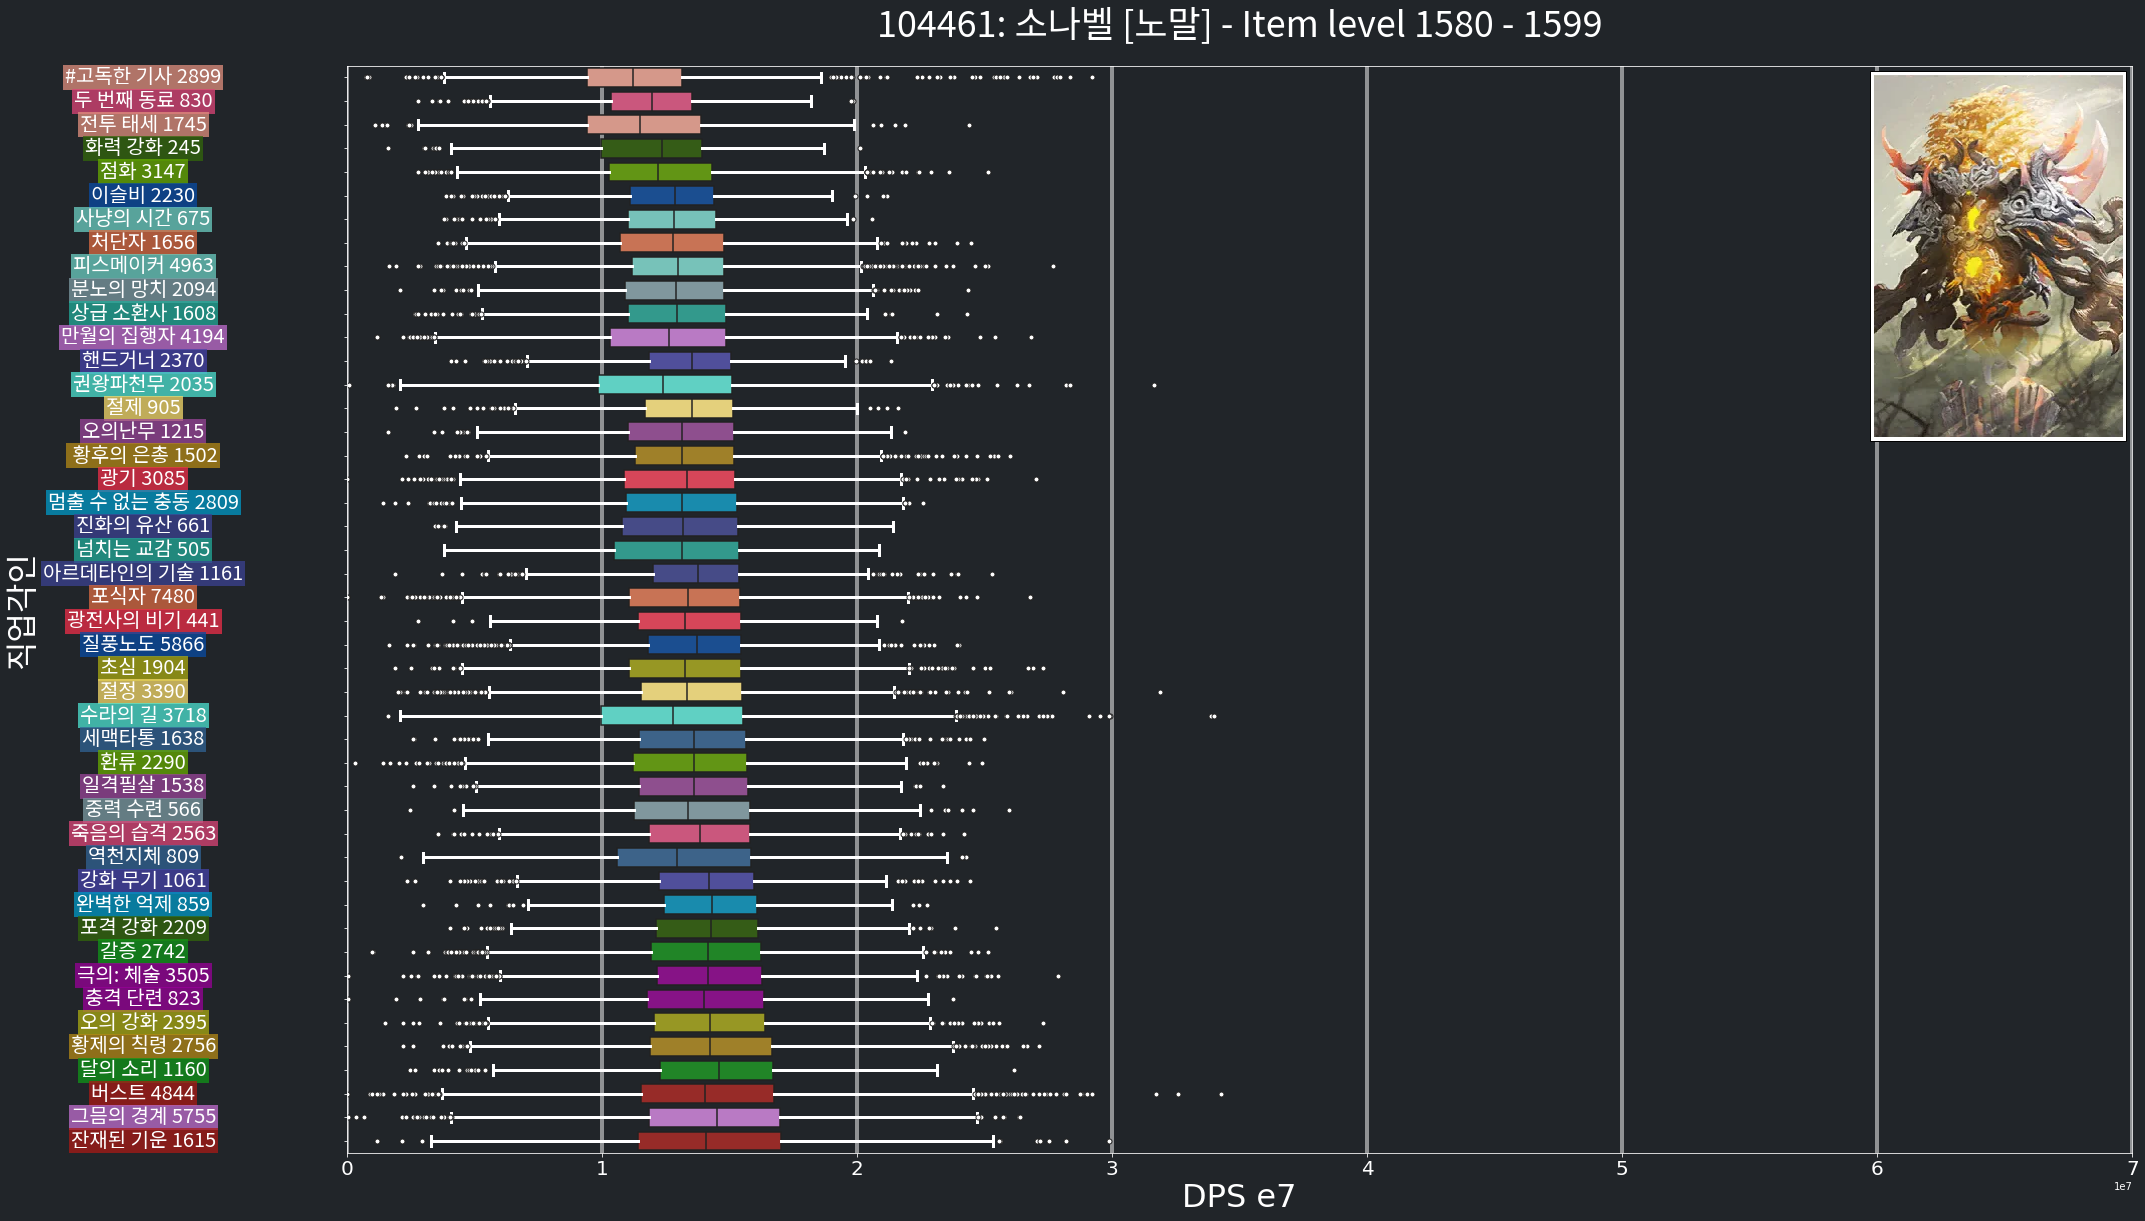 104461: 소나벨 [노말] - Item level 1580 - 1599
#고독한 기사 2899
두 번째 동료 830
전투 태세 1745
화력 강화 245
점화 3147
이슬비 2230
사냥의 시간 675
처단자 1656
피스메이커 4963
분노의 망치 2094
상급 소환사 1608
만월의 집행자 4194
핸드거너 2370
권왕파천무 2035
절제 905
오의난무 1215
황후의 은총 1502
광기 3085
멈출 수 없는 충동 2809
진화의 유산 661
넘치는 교감 505
아르데타인의 기술 1161
포식자 7480
광전사의 비기 441
질풍노도 5866
초심 1904
절정 3390
수라의 길 3718
세맥타통 1638
환류 2290
일격필살 1538
중력 수련 566
죽음의 습격 2563
역천지체 809
강화 무기 1061
완벽한 억제 859
포격 강화 2209
갈증 2742
극의: 체술 3505
충격 단련 823
오의 강화 2395
황제의 칙령 2756
달의 소리 1160
버스트 4844
그믐의 경계 5755
잔재된 기운 1615
직업각인
0 1 2 3 4 5 6 7
1e7
DPS e7